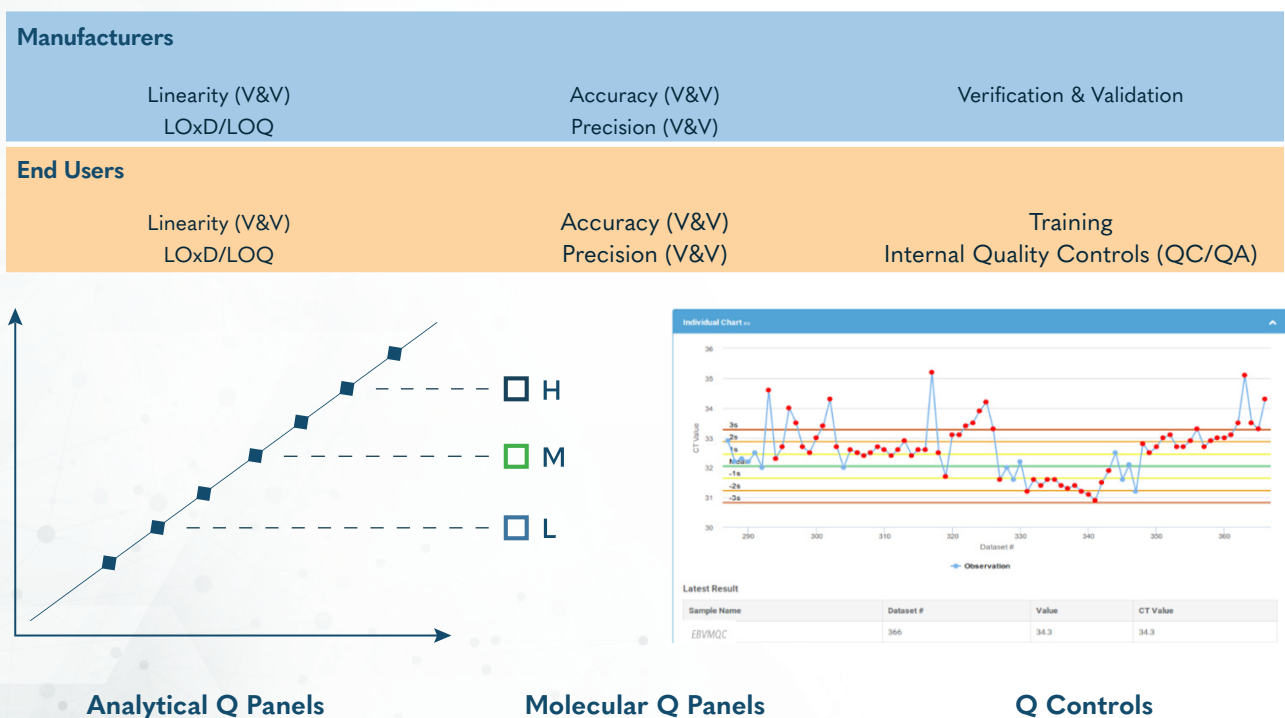 Manufacturers
Linearity (V&V) Accuracy (V&V) Verification & Validation
LOxD/LOQ Precision (V&V)
End Users
Linearity (V&V) Accuracy (V&V) Training
LOxD/LOQ Precision (V&V) Internal Quality Controls (QC/QA)
H
M
L
Individual Chart
36
35
34
33
32
31
30
CT Value
3s
2s
1s
Mean
-1s
-2s
-3s
290 300 310 320 330 340 350 360
Dataset #
Observation
Latest Result
Sample Name Dataset # Value CT Value
EBVMQC 366 34.3 34.3
Analytical Q Panels Molecular Q Panels Q Controls